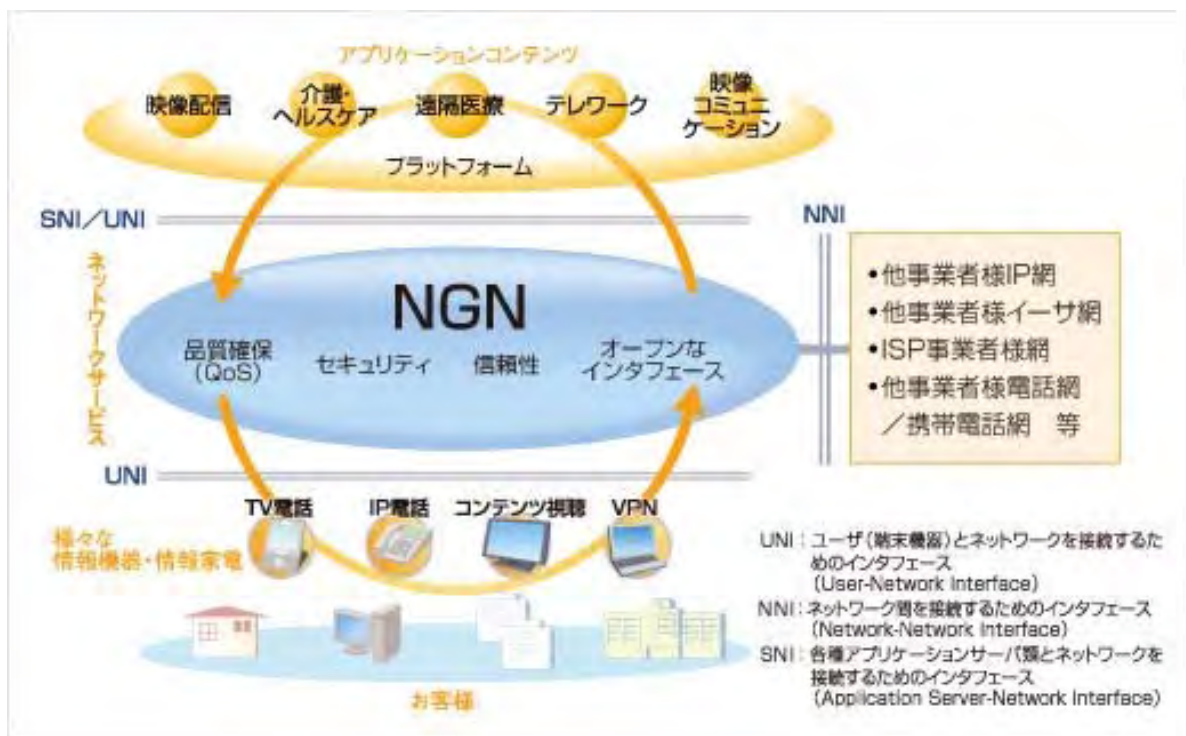 アプリケーションコンテンツ
映像配信
介護・
ヘルスケア
遠隔医療
テレワーク
映像
コミュニ
ケーション
プラットフォーム
SNI／UNI
NNI
ネットワークサービス
NGN
品質確保
(QoS)
セキュリティ
信頼性
オープンな
インタフェース
•他事業者様IP網
•他事業者様イーサ網
•ISP事業者様網
•他事業者様電話網
／携帯電話網　等
UNI
TV電話
IP電話
コンテンツ視聴
VPN
様々な
情報機器・情報家電
お客様
UNI：ユーザ（端末機器）とネットワークを接続するた
めのインタフェース
（User-Network Interface）
NNI：ネットワーク間を接続するためのインタフェース
（Network-Network Interface）
SNI：各種アプリケーションサーバ類とネットワークを
接続するためのインタフェース
（Application Server-Network Interface）